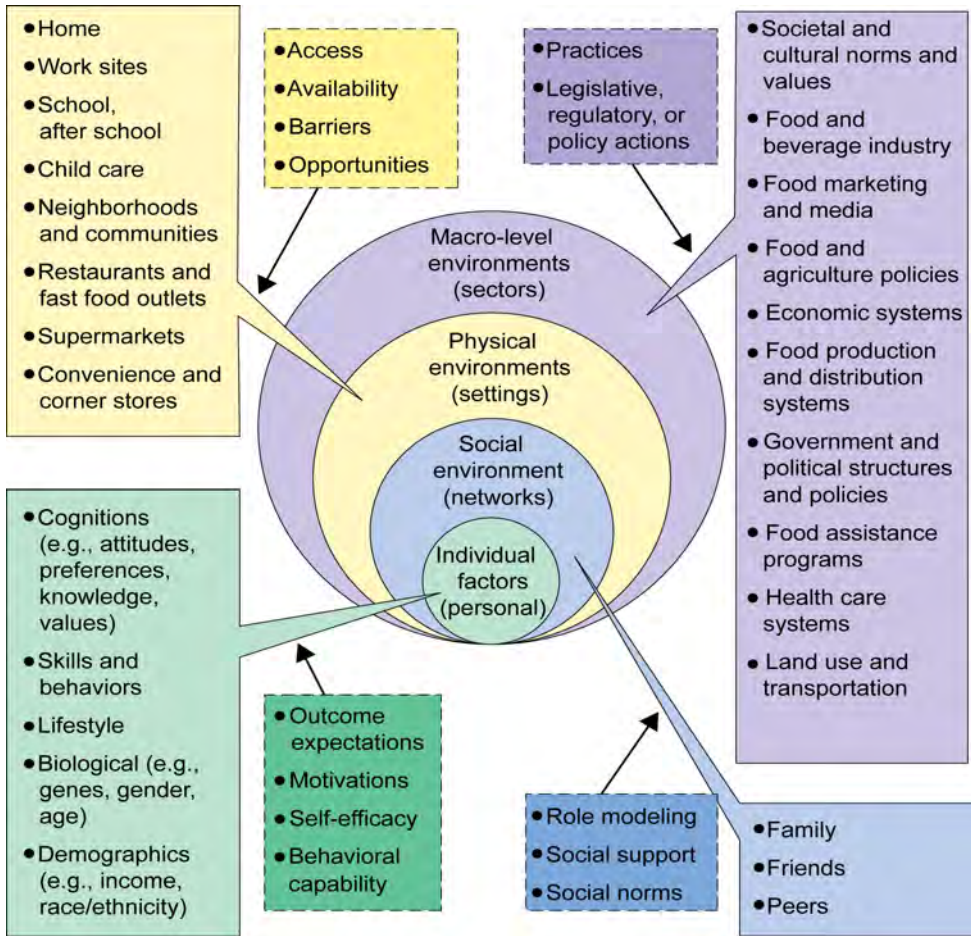 ● Home
● Work sites
● School,
after school
● Child care
● Neighborhoods
and communities
● Restaurants and
fast food outlets
● Supermarkets
● Convenience and
corner stores
● Access
● Availability
● Barriers
● Opportunities
● Practices
● Legislative,
regulatory, or
policy actions
● Societal and
cultural norms and
values
● Food and
beverage industry
● Food marketing
and media
● Food and
agriculture policies
● Economic systems
● Food production
and distribution
systems
● Government and
political structures
and policies
● Food assistance
programs
● Health care
systems
● Land use and
transportation
Macro-level
environments
(sectors)
Physical
environments
(settings)
Social
environment
(networks)
Individual
factors
(personal)
● Cognitions
(e.g., attitudes,
preferences,
knowledge,
values)
● Skills and
behaviors
● Lifestyle
● Biological (e.g.,
genes, gender,
age)
● Demographics
(e.g., income,
race/ethnicity)
● Outcome
expectations
● Motivations
● Self-efficacy
● Behavioral
capability
● Role modeling
● Social support
● Social norms
● Family
● Friends
● Peers